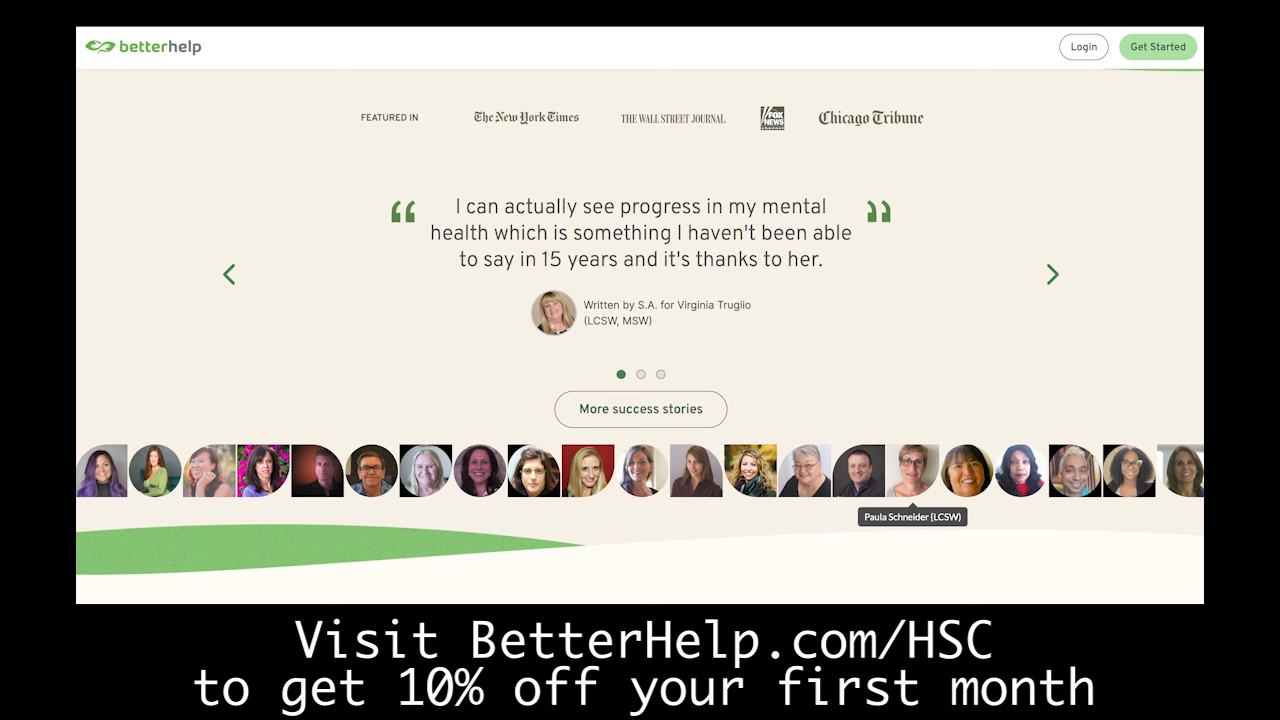 betterhelp
Login
Get Started
FEATURED IN
The New York Times
THE WALL STREET JOURNAL.
FOX NEWS channel
Chicago Tribune
“ I can actually see progress in my mental ”
health which is something I haven't been able
to say in 15 years and it's thanks to her.
Written by S.A. for Virginia Truglio
(LCSW, MSW)
More success stories
Paula Schneider (LCSW)
Visit BetterHelp.com/HSC
to get 10% off your first month